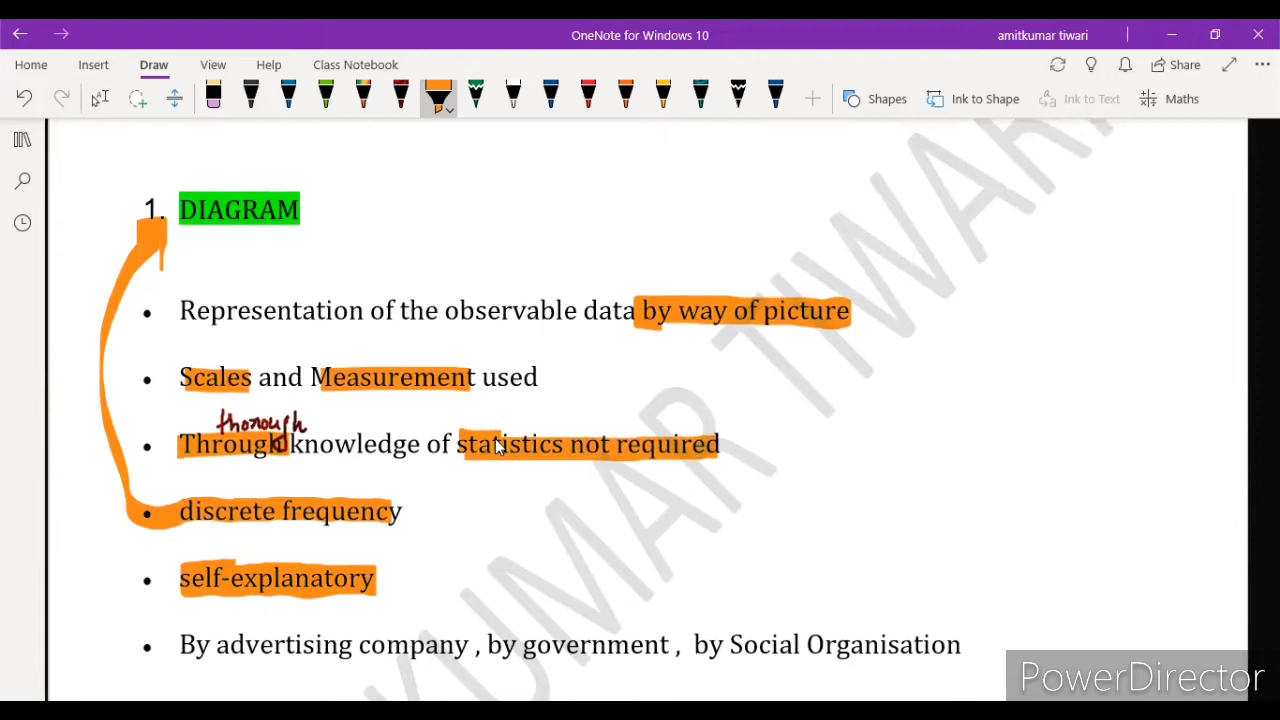 OneNote for Windows 10
amitkumar tiwari
Home Insert Draw View Help Class Notebook
Share
Shapes Ink to Shape Ink to Text Maths
1. DIAGRAM
• Representation of the observable data by way of picture
• Scales and Measurement used
thorough
• Through knowledge of statistics not required
• discrete frequency
• self-explanatory
• By advertising company , by government , by Social Organisation
KUMAR TIWARI
PowerDirector